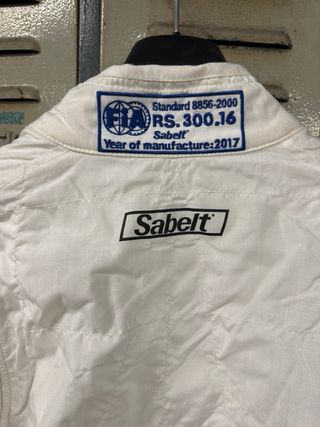 FiA
Standard 8856-2000
RS. 300.16
Sabelt
Year of manufacture: 2017
Sabelt